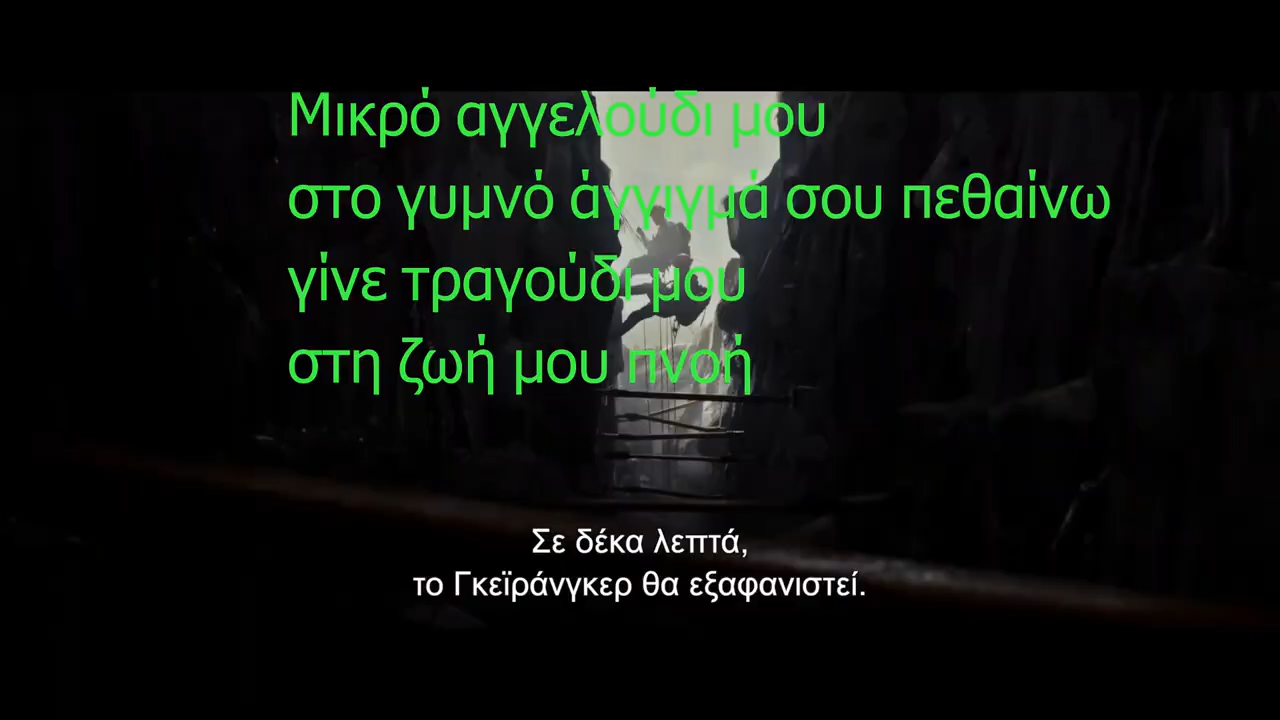 Μικρό αγγελούδι μου
στο γυμνό άγγιγμά σου πεθαίνω
γίνε τραγούδι μου
στη ζωή μου πνοή
Σε δέκα λεπτά,
το Γκεϊράνγκερ θα εξαφανιστεί.